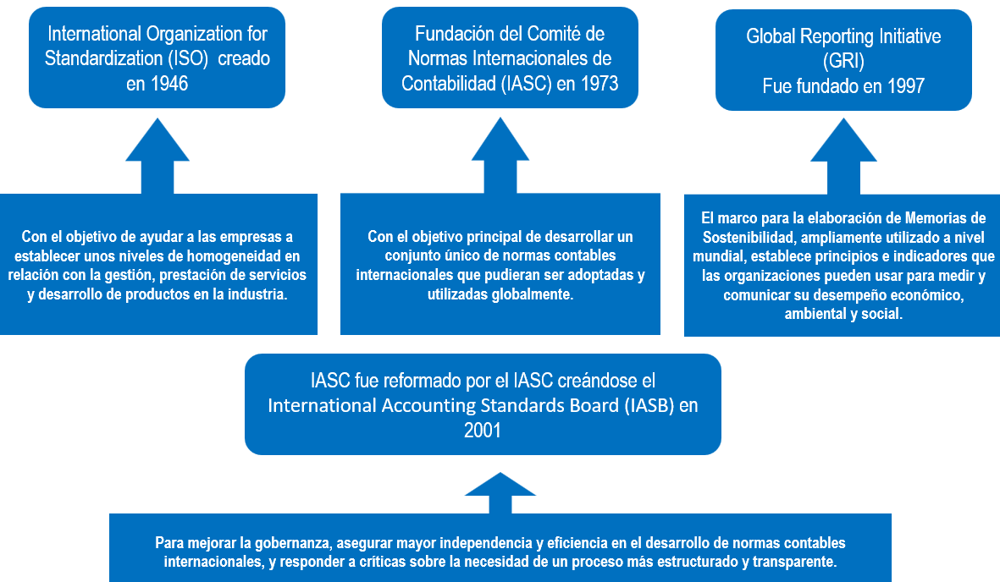 International Organization for
Standardization (ISO) creado
en 1946
Fundación del Comité de
Normas Internacionales de
Contabilidad (IASC) en 1973
Global Reporting Initiative
(GRI)
Fue fundado en 1997
Con el objetivo de ayudar a las empresas a
establecer unos niveles de homogeneidad en
relación con la gestión, prestación de servicios
y desarrollo de productos en la industria.
Con el objetivo principal de desarrollar un
conjunto único de normas contables
internacionales que pudieran ser adoptadas y
utilizadas globalmente.
El marco para la elaboración de Memorias de
Sostenibilidad, ampliamente utilizado a nivel
mundial, establece principios e indicadores que
las organizaciones pueden usar para medir y
comunicar su desempeño económico,
ambiental y social.
IASC fue reformado por el IASC creándose el
International Accounting Standards Board (IASB) en
2001
Para mejorar la gobernanza, asegurar mayor independencia y eficiencia en el desarrollo de normas contables
internacionales, y responder a críticas sobre la necesidad de un proceso más estructurado y transparente.